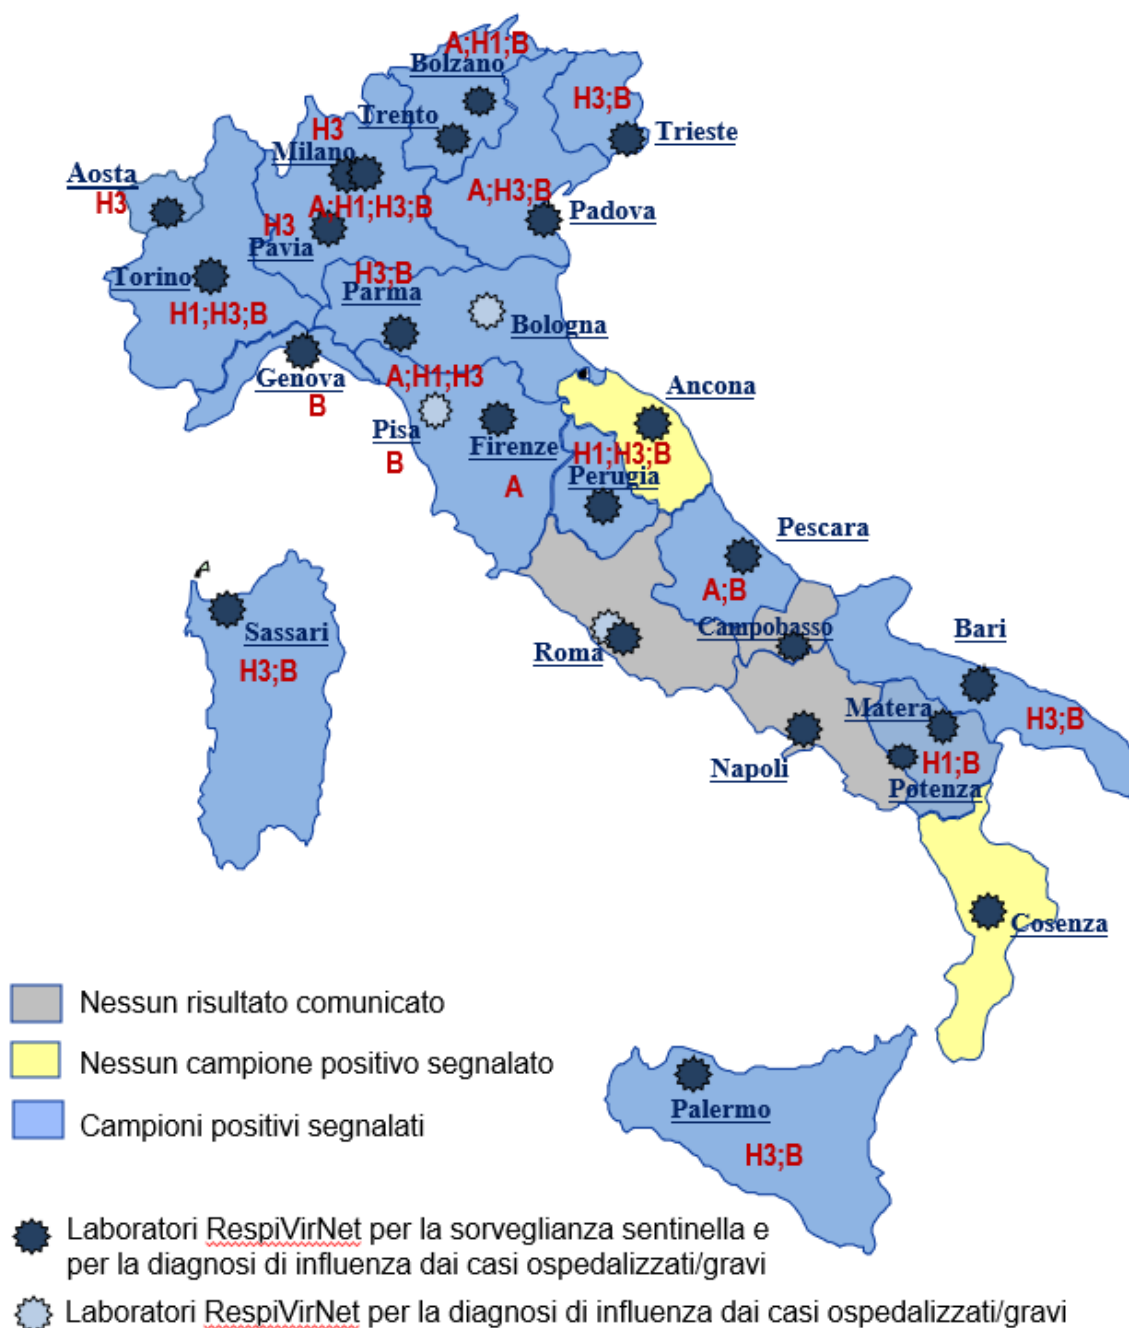 A;H1;B
Bolzano
H3;B
Trento
Trieste
H3
Milano
Aosta
H3
A;H3;B
A;H1;H3;B
Padova
H3
Pavia
H3;B
Torino
Parma
H1;H3;B
Bologna
Genova
A;H1;H3
Ancona
B
Pisa
Firenze
H1;H3;B
B
Perugia
A
Pescara
A;B
Campobasso
Sassari
Bari
Roma
H3;B
Matera
H3;B
Napoli
H1;B
Potenza
Cosenza
Nessun risultato comunicato
Nessun campione positivo segnalato
Campioni positivi segnalati
Palermo
H3;B
Laboratori RespiVirNet per la sorveglianza sentinella e
per la diagnosi di influenza dai casi ospedalizzati/gravi
Laboratori RespiVirNet per la diagnosi di influenza dai casi ospedalizzati/gravi